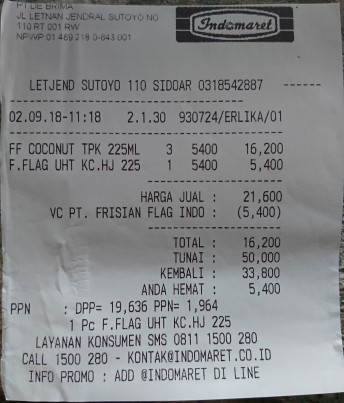 PT DE BRIMA
JL LETNAN JENDRAL SUTOYO NO
110 RT 001 RW
NPWP 01 469 218 0-643 001
Indomaret
LETJEND SUTOYO 110 SIDOAR 0318542887
02.09.18-11:18 2.1.30 930724/ERLIKA/01
FF COCONUT TPK 225ML 3 5400 16,200
F.FLAG UHT KC.HJ 225 1 5400 5,400
HARGA JUAL : 21,600
VC PT. FRISIAN FLAG INDO : (5,400)
TOTAL : 16,200
TUNAI : 50,000
KEMBALI : 33,800
ANDA HEMAT : 5,400
PPN : DPP= 19,636 PPN= 1,964
1 Pc F.FLAG UHT KC.HJ 225
LAYANAN KONSUMEN SMS 0811 1500 280
CALL 1500 280 - KONTAK@INDOMARET.CO.ID
INFO PROMO : ADD @INDOMARET DI LINE